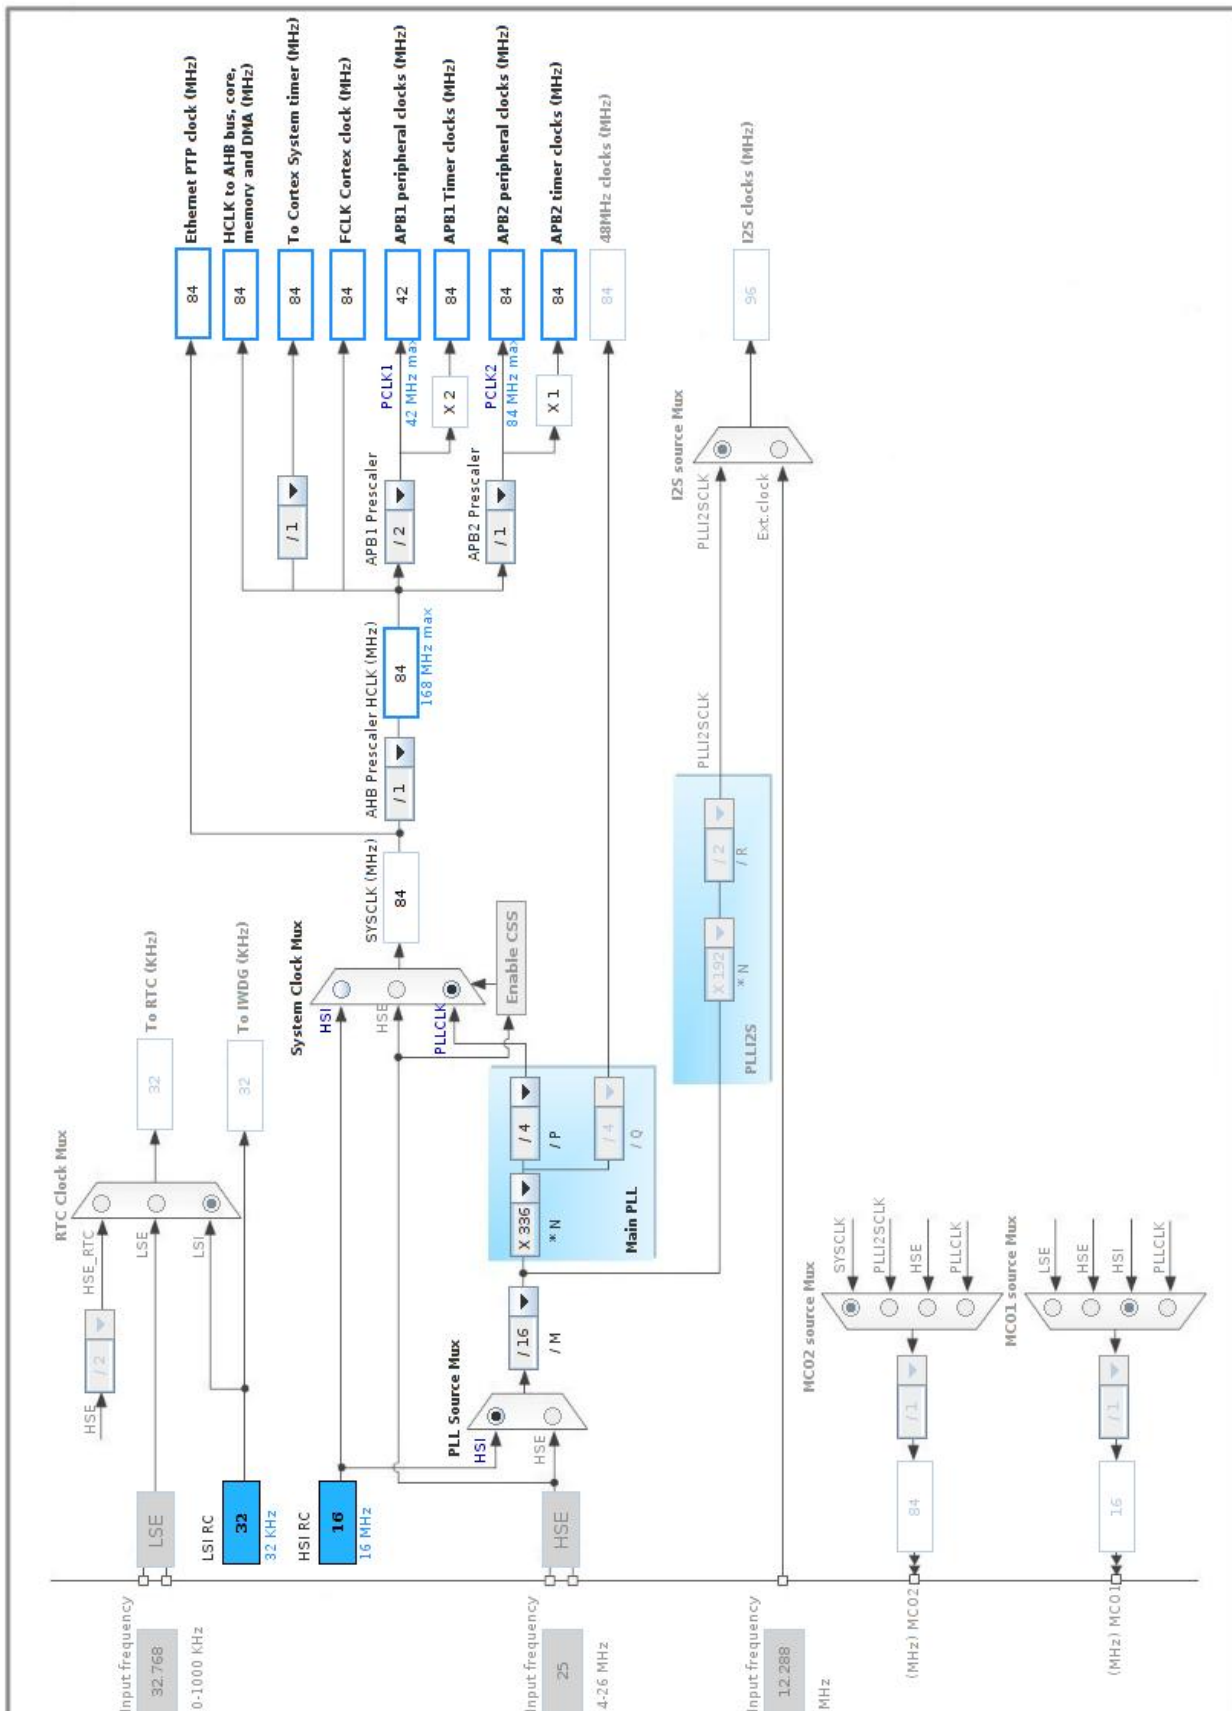 Input frequency
32.768
0-1000 KHz
LSE
HSE
/ 2
HSE_RTC
LSE
LSI
RTC Clock Mux
32
To RTC (KHz)
32
To IWDG (KHz)
LSI RC
32
32 KHz
HSI RC
16
16 MHz
Input frequency
25
4-26 MHz
HSE
PLL Source Mux
HSI
HSE
/ 16
/ M
Main PLL
X 336
* N
/ 4
/ P
/ 4
/ Q
System Clock Mux
HSI
HSE
PLLCLK
Enable CSS
SYSCLK (MHz)
84
AHB Prescaler
/ 1
HCLK (MHz)
84
168 MHz max
84
Ethernet PTP clock (MHz)
84
HCLK to AHB bus, core,
memory and DMA (MHz)
/ 1
84
To Cortex System timer (MHz)
84
FCLK Cortex clock (MHz)
APB1 Prescaler
/ 2
PCLK1
42 MHz max
42
APB1 peripheral clocks (MHz)
X 2
84
APB1 Timer clocks (MHz)
APB2 Prescaler
/ 1
PCLK2
84 MHz max
84
APB2 peripheral clocks (MHz)
X 1
84
APB2 timer clocks (MHz)
84
48MHz clocks (MHz)
PLLI2S
X 192
* N
/ 2
/ R
PLLI2SCLK
I2S source Mux
PLLI2SCLK
Ext.clock
96
I2S clocks (MHz)
Input frequency
12.288
MHz
MCO2 source Mux
SYSCLK
PLLI2SCLK
HSE
PLLCLK
/ 1
84
(MHz) MCO2
MCO1 source Mux
LSE
HSE
HSI
PLLCLK
/ 1
16
(MHz) MCO1